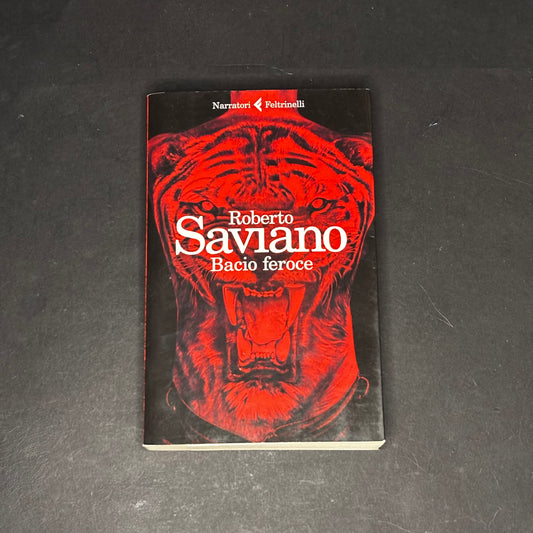 Narratori Feltrinelli
Roberto
Saviano
Bacio feroce